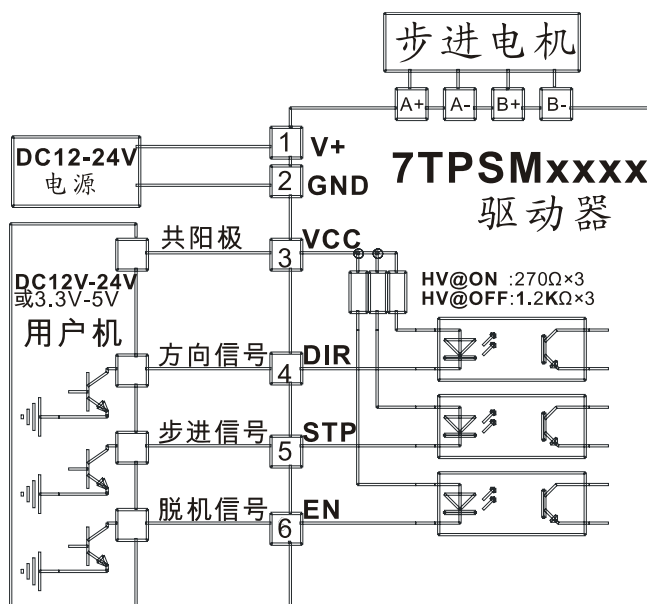 步进电机
A+ A- B+ B-
1 V+
DC12-24V
电源
2 GND
7TPSMxxxx
驱动器
共阳极 3 VCC
DC12V-24V
或3.3V-5V
用户机
HV@ON :270Ω×3
HV@OFF:1.2KΩ×3
方向信号 4 DIR
步进信号 5 STP
脱机信号 6 EN